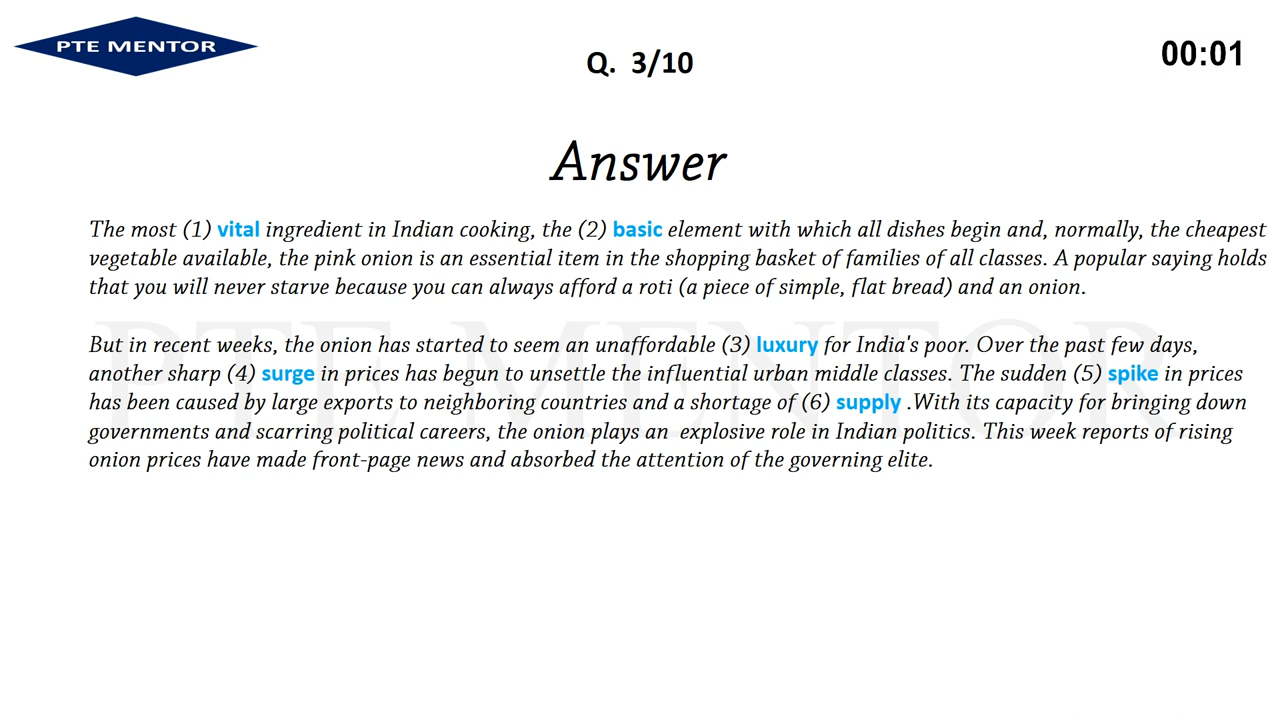 PTE MENTOR
Q. 3/10
00:01
Answer
The most (1) vital ingredient in Indian cooking, the (2) basic element with which all dishes begin and, normally, the cheapest
vegetable available, the pink onion is an essential item in the shopping basket of families of all classes. A popular saying holds
that you will never starve because you can always afford a roti (a piece of simple, flat bread) and an onion.
But in recent weeks, the onion has started to seem an unaffordable (3) luxury for India's poor. Over the past few days,
another sharp (4) surge in prices has begun to unsettle the influential urban middle classes. The sudden (5) spike in prices
has been caused by large exports to neighboring countries and a shortage of (6) supply .With its capacity for bringing down
governments and scarring political careers, the onion plays an explosive role in Indian politics. This week reports of rising
onion prices have made front-page news and absorbed the attention of the governing elite.
PTE MENTOR